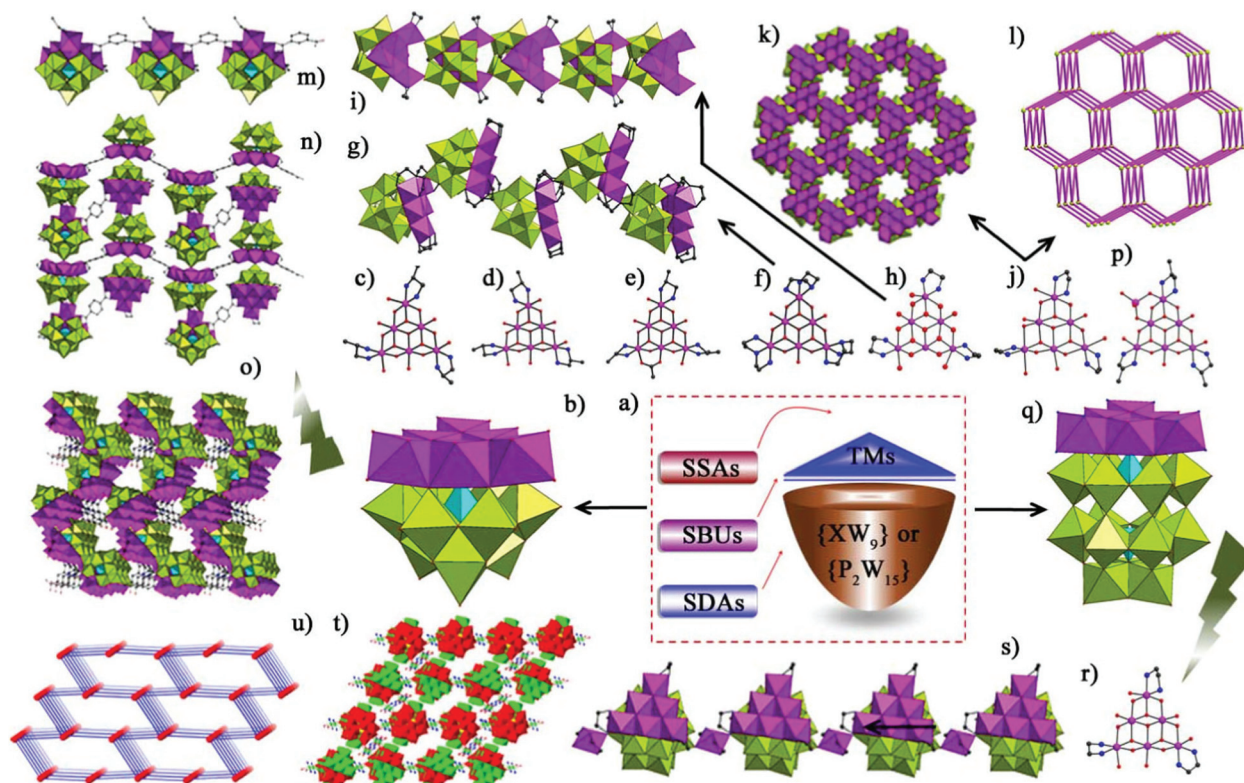 m)
i)
k)
l)
n)
g)
c)
d)
e)
f)
h)
j)
p)
o)
b)
a)
q)
SSAs
TMs
SBUs
{XW₉} or
{P₂W₁₅}
SDAs
u)
t)
s)
r)